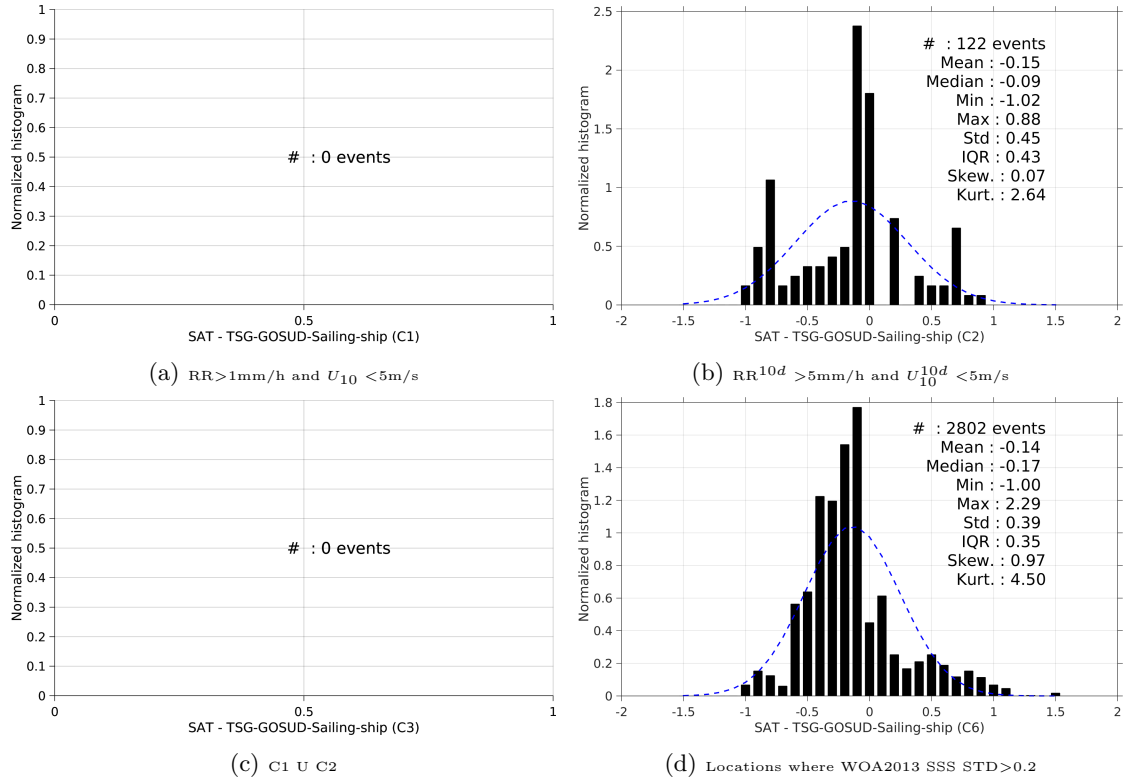 1
0.9
0.8
0.7
0.6
0.5
0.4
0.3
0.2
0.1
0
Normalized histogram
# : 0 events
0
0.5
1
SAT - TSG-GOSUD-Sailing-ship (C1)
(a) RR>1mm/h and U10 <5m/s
2.5
2
1.5
1
0.5
0
Normalized histogram
# : 122 events
Mean : -0.15
Median : -0.09
Min : -1.02
Max : 0.88
Std : 0.45
IQR : 0.43
Skew. : 0.07
Kurt. : 2.64
-2
-1.5
-1
-0.5
0
0.5
1
1.5
2
SAT - TSG-GOSUD-Sailing-ship (C2)
(b) RR10d >5mm/h and U10d10 <5m/s
1
0.9
0.8
0.7
0.6
0.5
0.4
0.3
0.2
0.1
0
Normalized histogram
# : 0 events
0
0.5
1
SAT - TSG-GOSUD-Sailing-ship (C3)
(c) C1 U C2
1.8
1.6
1.4
1.2
1
0.8
0.6
0.4
0.2
0
Normalized histogram
# : 2802 events
Mean : -0.14
Median : -0.17
Min : -1.00
Max : 2.29
Std : 0.39
IQR : 0.35
Skew. : 0.97
Kurt. : 4.50
-2
-1.5
-1
-0.5
0
0.5
1
1.5
2
SAT - TSG-GOSUD-Sailing-ship (C6)
(d) Locations where WOA2013 SSS STD>0.2